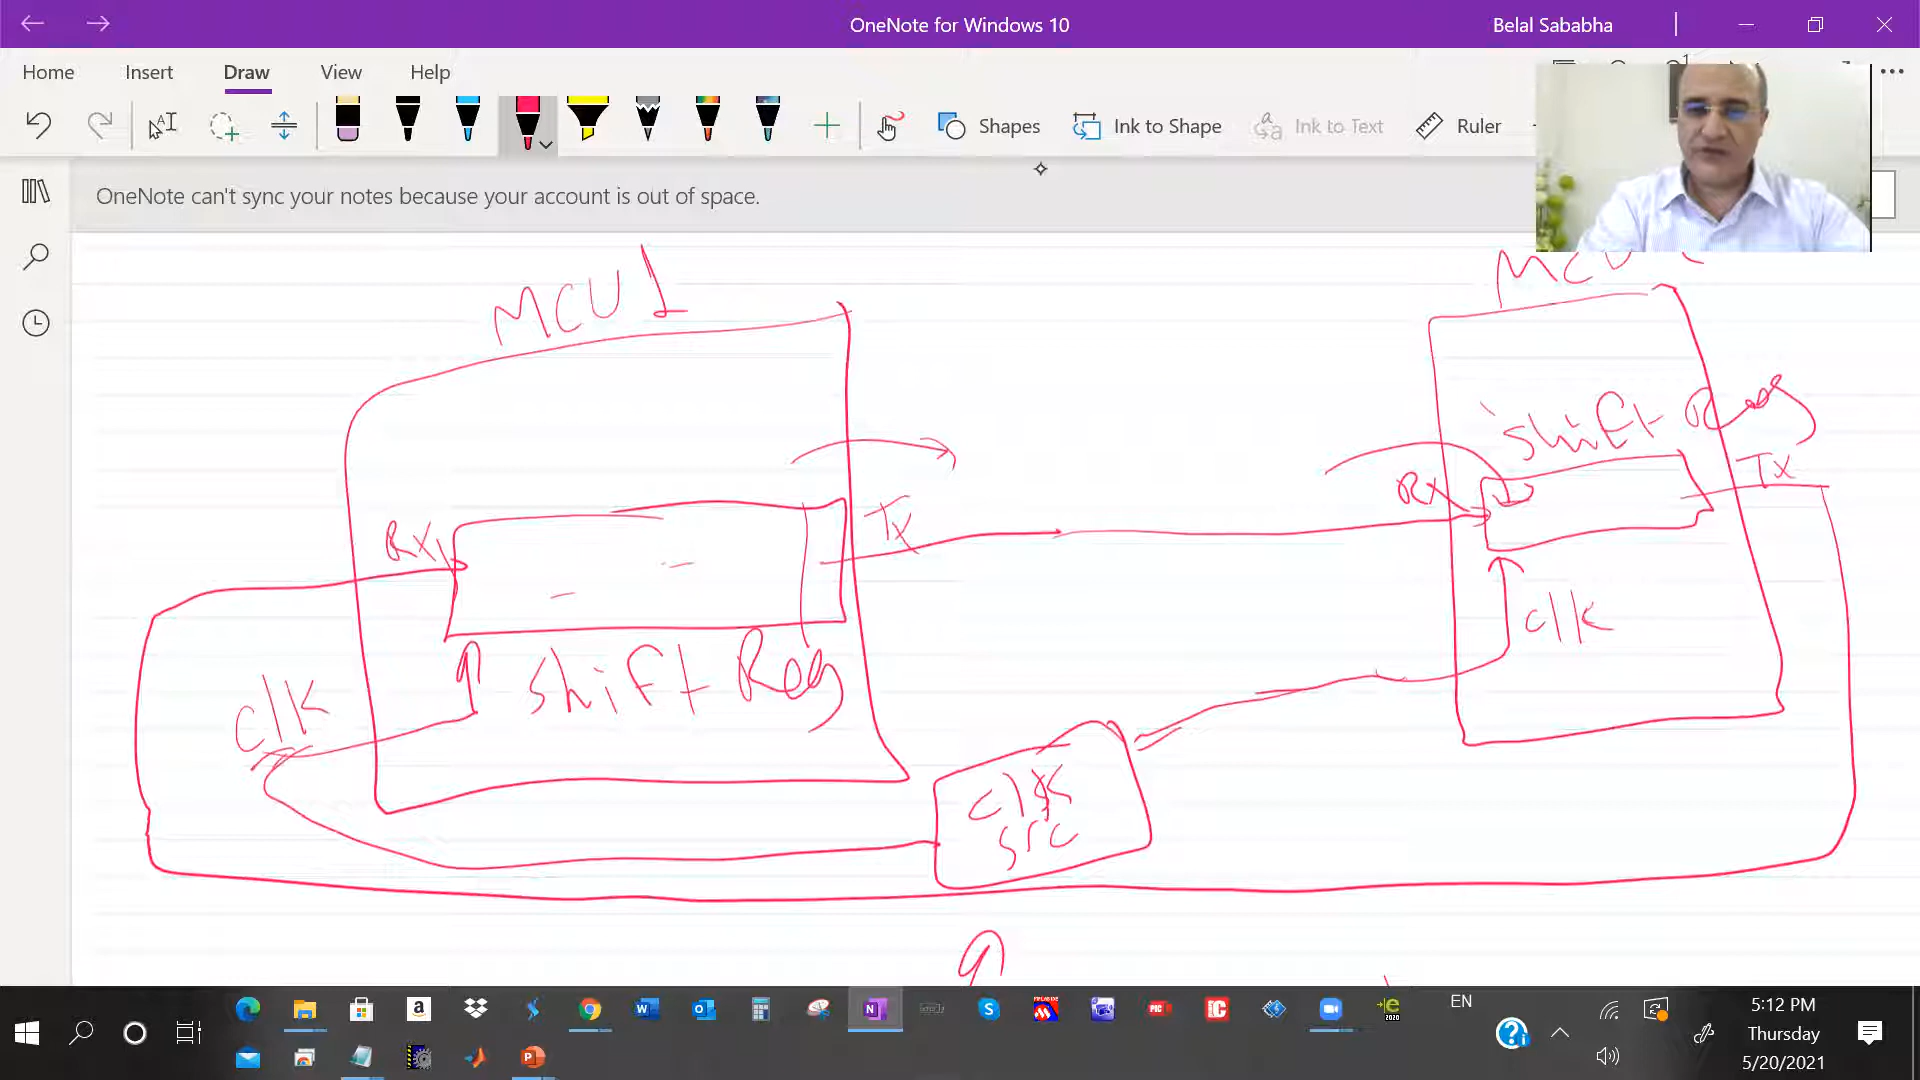 OneNote for Windows 10
Belal Sababha
Home Insert Draw View Help
Shapes Ink to Shape Ink to Text Ruler
OneNote can't sync your notes because your account is out of space.
MCU 1
MCU
shift Reg
Rx Tx
Rx Tx
clk
shift Reg
clk
clk
src
EN
5:12 PM
Thursday
5/20/2021